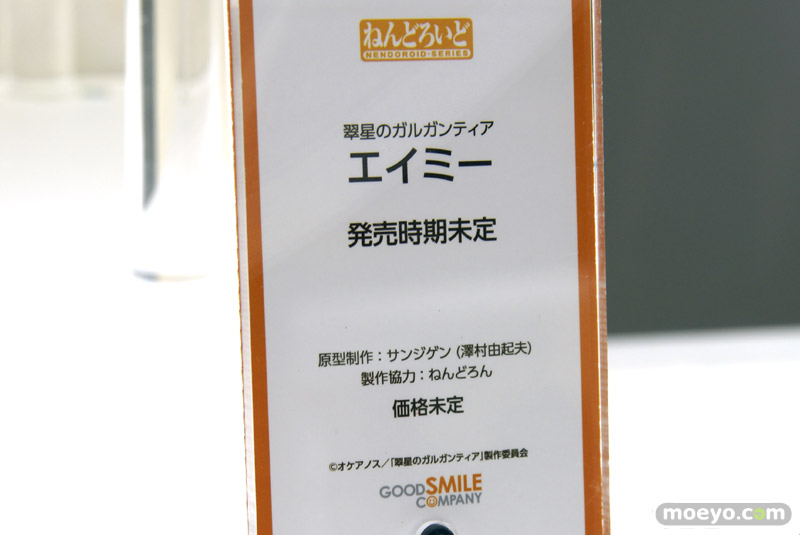 ねんどろいど
NENDOROID-SERIES
翠星のガルガンティア
エイミー
発売時期未定
原型制作：サンジゲン (澤村由起夫)
製作協力：ねんどろん
価格未定
©オケアノス／「翠星のガルガンティア」製作委員会
GOOD SMILE
COMPANY
moeyo.com